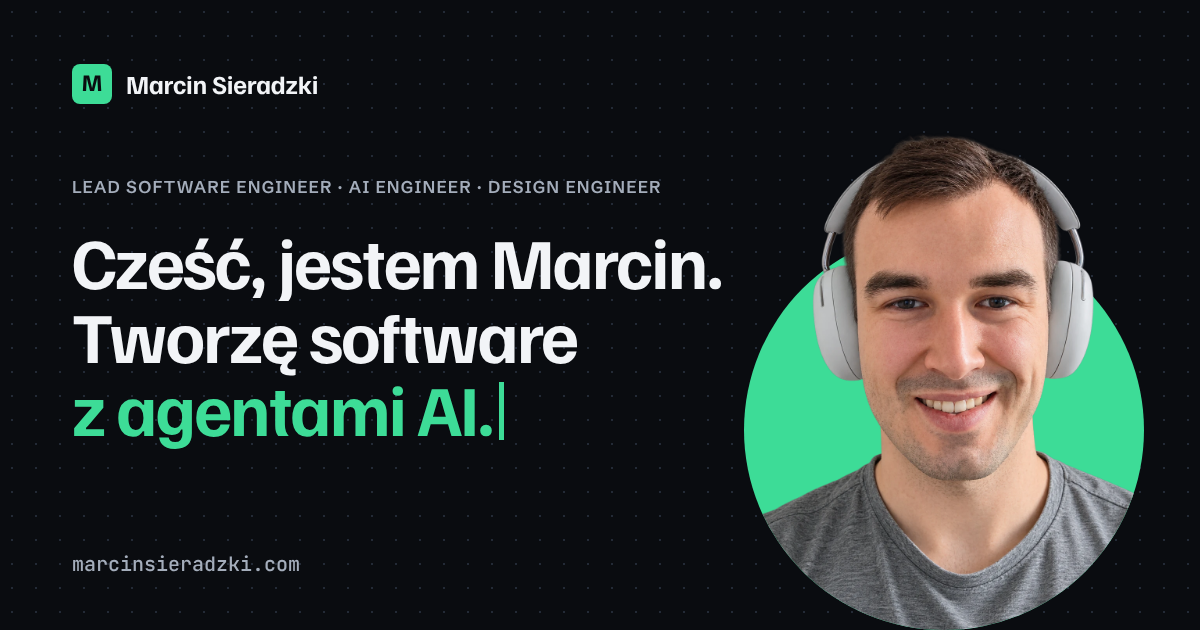 M
Marcin Sieradzki
LEAD SOFTWARE ENGINEER · AI ENGINEER · DESIGN ENGINEER
Cześć, jestem Marcin.
Tworzę software
z agentami AI.
marcinsieradzki.com